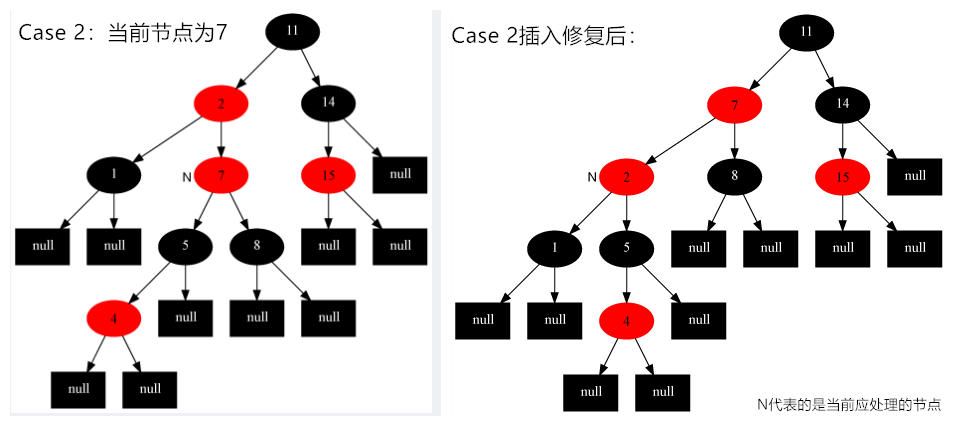 Case 2：当前节点为7
11
2
14
1
N
7
15
null
null
null
5
8
null
null
4
null
null
null
null
null
Case 2插入修复后：
11
7
14
N
2
8
15
null
1
5
null
null
null
null
null
null
4
null
null
null
N代表的是当前应处理的节点